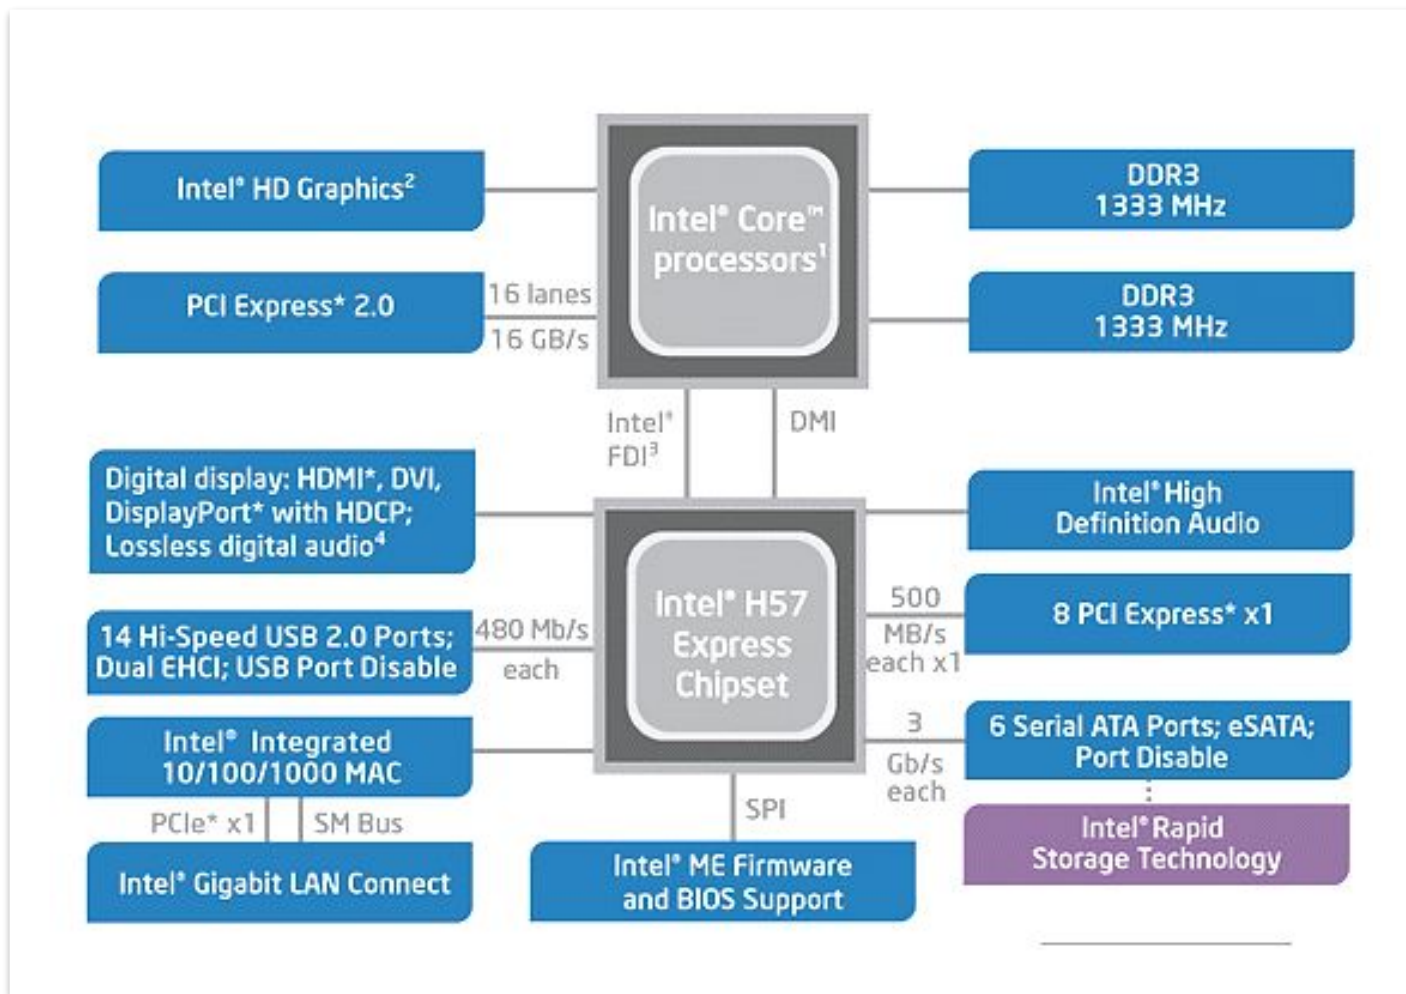 Intel® HD Graphics²
Intel® Core™
processors¹
DDR3
1333 MHz
PCI Express* 2.0
16 lanes
16 GB/s
DDR3
1333 MHz
Intel®
FDI³
DMI
Digital display: HDMI*, DVI,
DisplayPort* with HDCP;
Lossless digital audio⁴
Intel® High
Definition Audio
Intel® H57
Express
Chipset
500
MB/s
each x1
8 PCI Express* x1
14 Hi-Speed USB 2.0 Ports;
Dual EHCI; USB Port Disable
480 Mb/s
each
3
Gb/s
each
6 Serial ATA Ports; eSATA;
Port Disable
Intel® Integrated
10/100/1000 MAC
PCIe* x1
SM Bus
SPI
Intel® Rapid
Storage Technology
Intel® Gigabit LAN Connect
Intel® ME Firmware
and BIOS Support